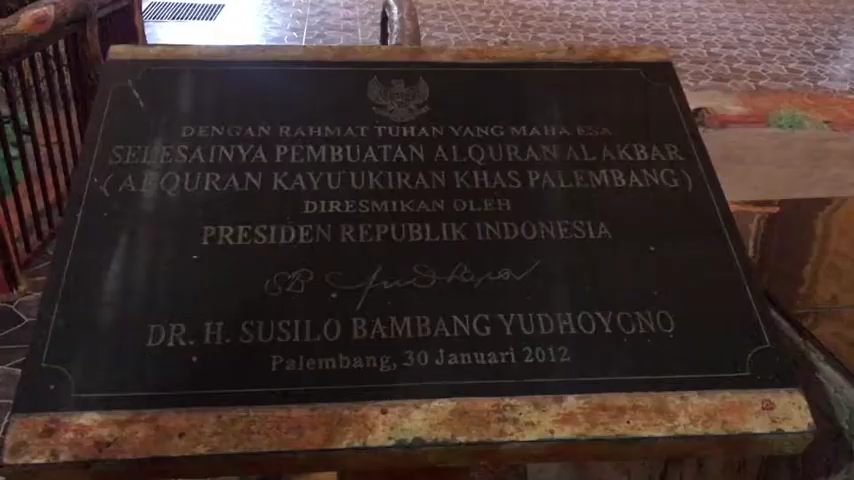 DENGAN RAHMAT TUHAN YANG MAHA ESA
SELESAINYA PEMBUATAN ALQURAN AL AKBAR
(ALQURAN KAYU UKIRAN KHAS PALEMBANG)
DIRESMIKAN OLEH
PRESIDEN REPUBLIK INDONESIA
DR. H. SUSILO BAMBANG YUDHOYONO
Palembang, 30 Januari 2012